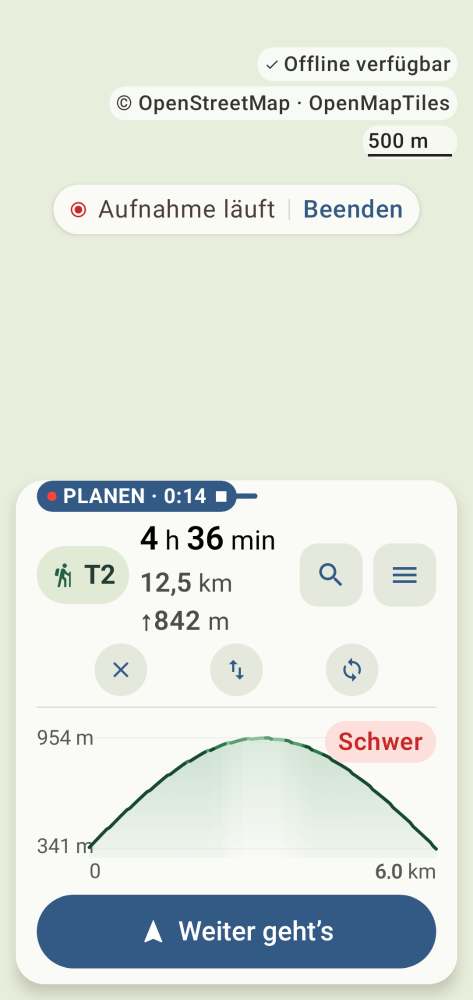 Offline verfügbar
© OpenStreetMap · OpenMapTiles
500 m
Aufnahme läuft | Beenden
PLANEN · 0:14
4 h 36 min
T2
12,5 km
↑842 m
954 m
Schwer
341 m
0
6.0 km
Weiter geht’s